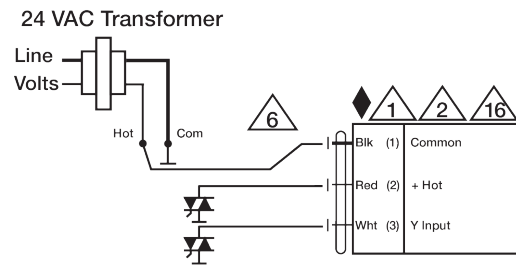 24 VAC Transformer
Line
Volts
Hot
Com
6
1
2
16
Blk (1) Common
Red (2) + Hot
Wht (3) Y Input